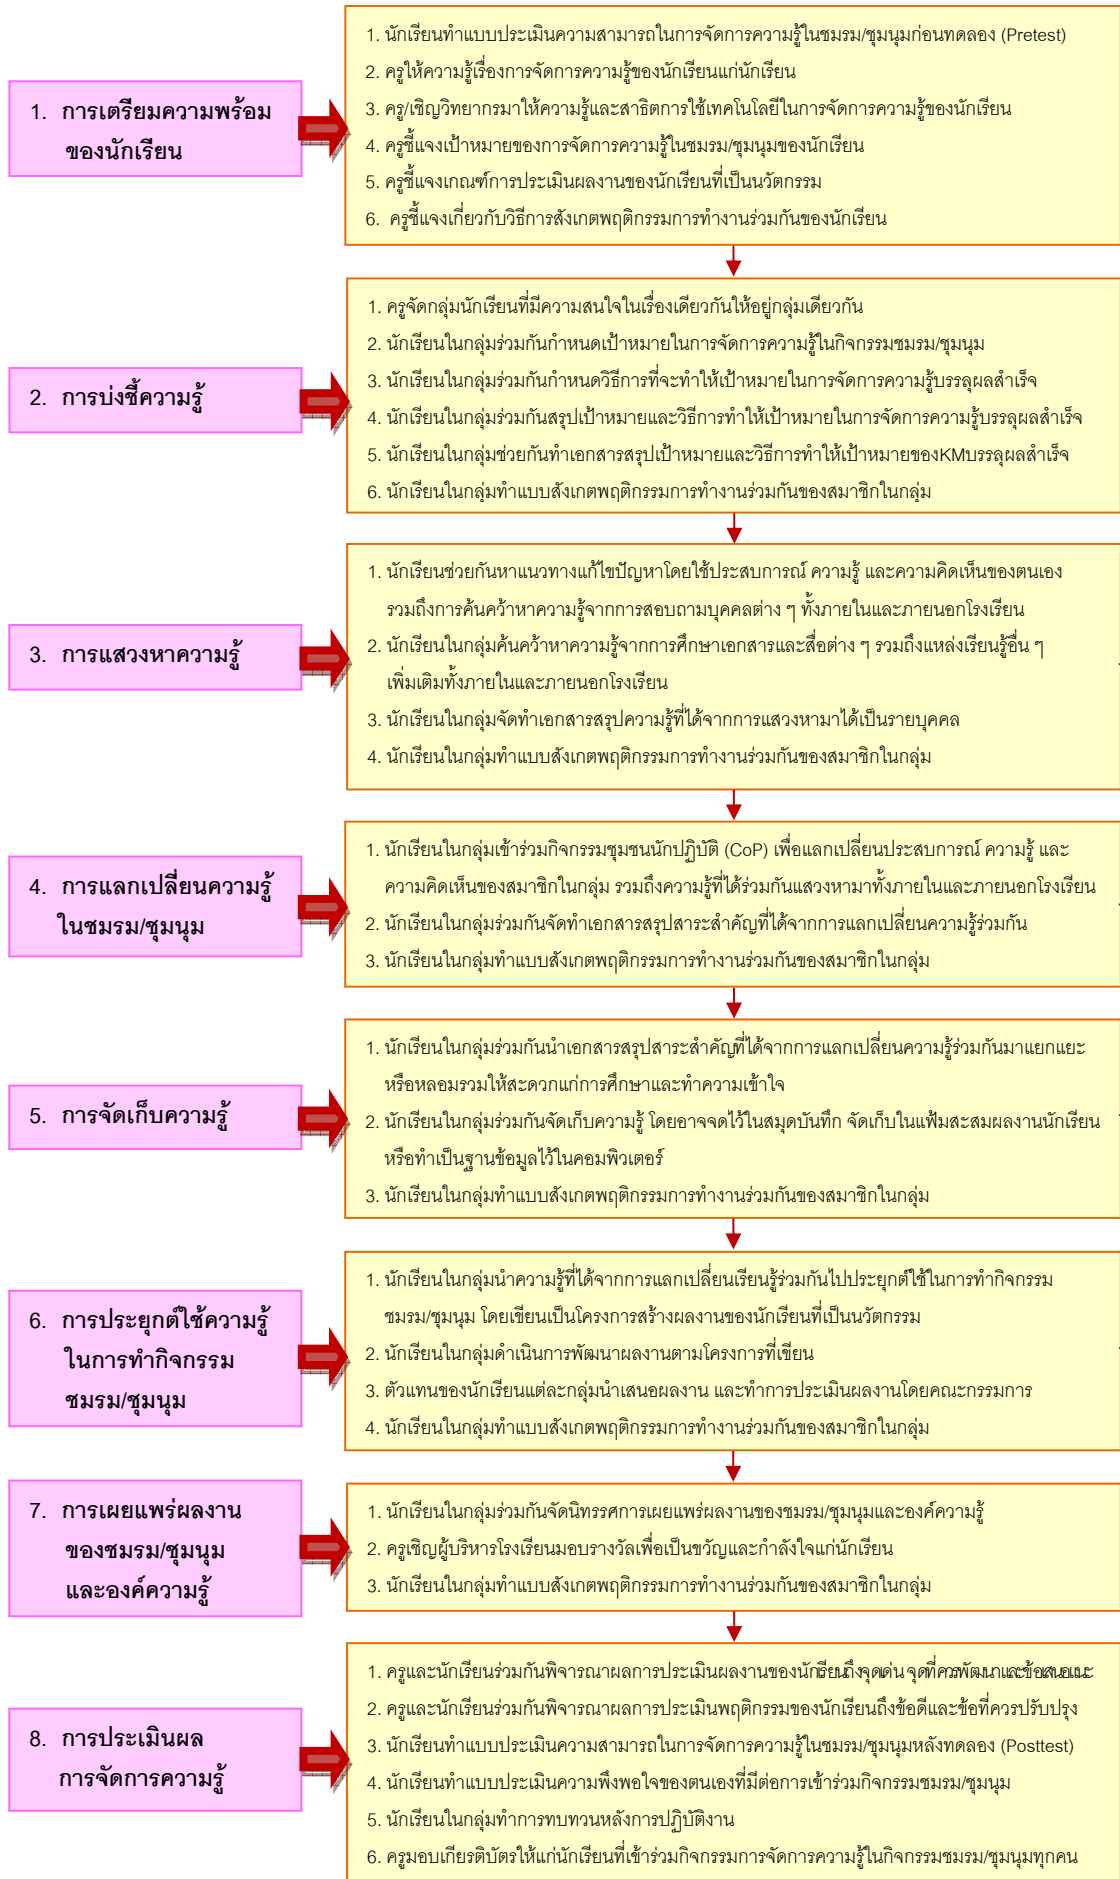 1. การเตรียมความพร้อม
ของนักเรียน
1. นักเรียนทำแบบประเมินความสามารถในการจัดการความรู้ในชมรม/ชุมนุมก่อนทดลอง (Pretest)
2. ครูให้ความรู้เรื่องการจัดการความรู้ของนักเรียนแก่นักเรียน
3. ครู/เชิญวิทยากรมาให้ความรู้และสาธิตการใช้เทคโนโลยีในการจัดการความรู้ของนักเรียน
4. ครูชี้แจงเป้าหมายของการจัดการความรู้ในชมรม/ชุมนุมของนักเรียน
5. ครูชี้แจงเกณฑ์การประเมินผลงานของนักเรียนที่เป็นนวัตกรรม
6. ครูชี้แจงเกี่ยวกับวิธีการสังเกตพฤติกรรมการทำงานร่วมกันของนักเรียน
2. การบ่งชี้ความรู้
1. ครูจัดกลุ่มนักเรียนที่มีความสนใจในเรื่องเดียวกันให้อยู่กลุ่มเดียวกัน
2. นักเรียนในกลุ่มร่วมกันกำหนดเป้าหมายในการจัดการความรู้ในกิจกรรมชมรม/ชุมนุม
3. นักเรียนในกลุ่มร่วมกันกำหนดวิธีการที่จะทำให้เป้าหมายในการจัดการความรู้บรรลุผลสำเร็จ
4. นักเรียนในกลุ่มร่วมกันสรุปเป้าหมายและวิธีการทำให้เป้าหมายในการจัดการความรู้บรรลุผลสำเร็จ
5. นักเรียนในกลุ่มช่วยกันทำเอกสารสรุปเป้าหมายและวิธีการทำให้เป้าหมายของKMบรรลุผลสำเร็จ
6. นักเรียนในกลุ่มทำแบบสังเกตพฤติกรรมการทำงานร่วมกันของสมาชิกในกลุ่ม
3. การแสวงหาความรู้
1. นักเรียนช่วยกันหาแนวทางแก้ไขปัญหาโดยใช้ประสบการณ์ ความรู้ และความคิดเห็นของตนเอง
รวมถึงการค้นคว้าหาความรู้จากการสอบถามบุคคลต่าง ๆ ทั้งภายในและภายนอกโรงเรียน
2. นักเรียนในกลุ่มค้นคว้าหาความรู้จากการศึกษาเอกสารและสื่อต่าง ๆ รวมถึงแหล่งเรียนรู้อื่น ๆ
เพิ่มเติมทั้งภายในและภายนอกโรงเรียน
3. นักเรียนในกลุ่มจัดทำเอกสารสรุปความรู้ที่ได้จากการแสวงหามาได้เป็นรายบุคคล
4. นักเรียนในกลุ่มทำแบบสังเกตพฤติกรรมการทำงานร่วมกันของสมาชิกในกลุ่ม
4. การแลกเปลี่ยนความรู้
ในชมรม/ชุมนุม
1. นักเรียนในกลุ่มเข้าร่วมกิจกรรมชุมชนนักปฏิบัติ (CoP) เพื่อแลกเปลี่ยนประสบการณ์ ความรู้ และ
ความคิดเห็นของสมาชิกในกลุ่ม รวมถึงความรู้ที่ได้ร่วมกันแสวงหามาทั้งภายในและภายนอกโรงเรียน
2. นักเรียนในกลุ่มร่วมกันจัดทำเอกสารสรุปสาระสำคัญที่ได้จากการแลกเปลี่ยนความรู้ร่วมกัน
3. นักเรียนในกลุ่มทำแบบสังเกตพฤติกรรมการทำงานร่วมกันของสมาชิกในกลุ่ม
5. การจัดเก็บความรู้
1. นักเรียนในกลุ่มร่วมกันนำเอกสารสรุปสาระสำคัญที่ได้จากการแลกเปลี่ยนความรู้ร่วมกันมาแยกแยะ
หรือหลอมรวมให้สะดวกแก่การศึกษาและทำความเข้าใจ
2. นักเรียนในกลุ่มร่วมกันจัดเก็บความรู้ โดยอาจจดไว้ในสมุดบันทึก จัดเก็บในแฟ้มสะสมผลงานนักเรียน
หรือทำเป็นฐานข้อมูลไว้ในคอมพิวเตอร์
3. นักเรียนในกลุ่มทำแบบสังเกตพฤติกรรมการทำงานร่วมกันของสมาชิกในกลุ่ม
6. การประยุกต์ใช้ความรู้
ในการทำกิจกรรม
ชมรม/ชุมนุม
1. นักเรียนในกลุ่มนำความรู้ที่ได้จากการแลกเปลี่ยนเรียนรู้ร่วมกันไปประยุกต์ใช้ในการทำกิจกรรม
ชมรม/ชุมนุม โดยเขียนเป็นโครงการสร้างผลงานของนักเรียนที่เป็นนวัตกรรม
2. นักเรียนในกลุ่มดำเนินการพัฒนาผลงานตามโครงการที่เขียน
3. ตัวแทนของนักเรียนแต่ละกลุ่มนำเสนอผลงาน และทำการประเมินผลงานโดยคณะกรรมการ
4. นักเรียนในกลุ่มทำแบบสังเกตพฤติกรรมการทำงานร่วมกันของสมาชิกในกลุ่ม
7. การเผยแพร่ผลงาน
ของชมรม/ชุมนุม
และองค์ความรู้
1. นักเรียนในกลุ่มร่วมกันจัดนิทรรศการเผยแพร่ผลงานของชมรม/ชุมนุมและองค์ความรู้
2. ครูเชิญผู้บริหารโรงเรียนมอบรางวัลเพื่อเป็นขวัญและกำลังใจแก่นักเรียน
3. นักเรียนในกลุ่มทำแบบสังเกตพฤติกรรมการทำงานร่วมกันของสมาชิกในกลุ่ม
8. การประเมินผล
การจัดการความรู้
1. ครูและนักเรียนร่วมกันพิจารณาผลการประเมินผลงานของนักเรียนถึงจุดเด่น จุดที่ควรพัฒนาและข้อเสนอแนะ
2. ครูและนักเรียนร่วมกันพิจารณาผลการประเมินพฤติกรรมของนักเรียนถึงข้อดีและข้อที่ควรปรับปรุง
3. นักเรียนทำแบบประเมินความสามารถในการจัดการความรู้ในชมรม/ชุมนุมหลังทดลอง (Posttest)
4. นักเรียนทำแบบประเมินความพึงพอใจของตนเองที่มีต่อการเข้าร่วมกิจกรรมชมรม/ชุมนุม
5. นักเรียนในกลุ่มทำการทบทวนหลังการปฏิบัติงาน
6. ครูมอบเกียรติบัตรให้แก่นักเรียนที่เข้าร่วมกิจกรรมการจัดการความรู้ในกิจกรรมชมรม/ชุมนุมทุกคน